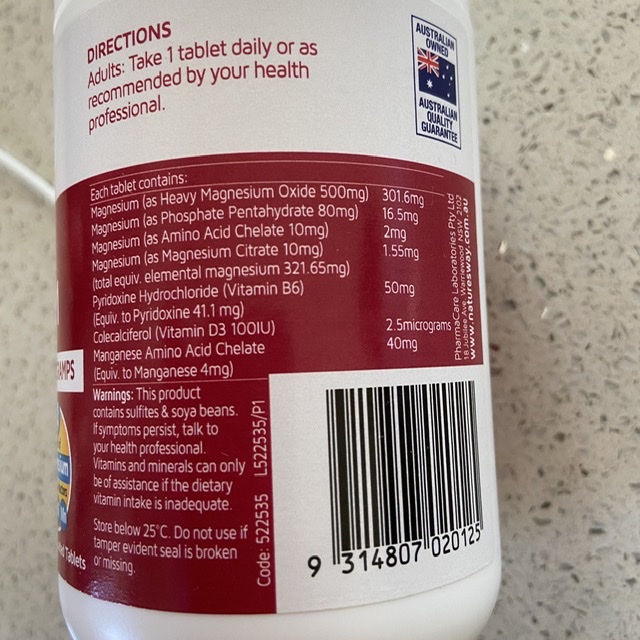 DIRECTIONS
Adults: Take 1 tablet daily or as
recommended by your health
professional.
AUSTRALIAN
OWNED
AUSTRALIAN
QUALITY
GUARANTEE
Each tablet contains:
Magnesium (as Heavy Magnesium Oxide 500mg) 301.6mg
Magnesium (as Phosphate Pentahydrate 80mg) 16.5mg
Magnesium (as Amino Acid Chelate 10mg) 2mg
Magnesium (as Magnesium Citrate 10mg) 1.55mg
(total equiv. elemental magnesium 321.65mg)
Pyridoxine Hydrochloride (Vitamin B6) 50mg
(Equiv. to Pyridoxine 41.1 mg)
Colecalciferol (Vitamin D3 100IU) 2.5micrograms
Manganese Amino Acid Chelate 40mg
(Equiv. to Manganese 4mg)
PharmaCare Laboratories Pty Ltd
18 Jubilee Ave, Warriewood NSW 2102
www.naturesway.com.au
Warnings: This product
contains sulfites & soya beans.
If symptoms persist, talk to
your health professional.
Vitamins and minerals can only
be of assistance if the dietary
vitamin intake is inadequate.
Store below 25°C. Do not use if
tamper evident seal is broken
or missing.
Code: 522535 L522535/P1
9 314807 020125
Tablets